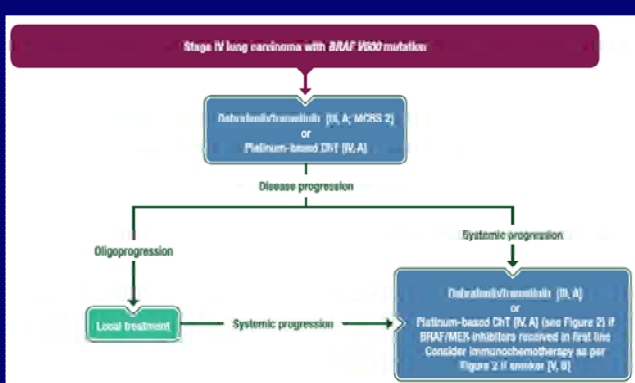 Stage IV lung carcinoma with BRAF V600 mutation
Dabrafenib/trametinib [III, A; MCBS 2]
or
Platinum-based ChT [IV, A]
Disease progression
Oligoprogression
Systemic progression
Local treatment
Systemic progression
Dabrafenib/trametinib [III, A]
or
Platinum-based ChT [IV, A] (see Figure 2) if
BRAF/MEK inhibitors received in first line
Consider immunochemotherapy as per
Figure 2 if smoker [V, B]